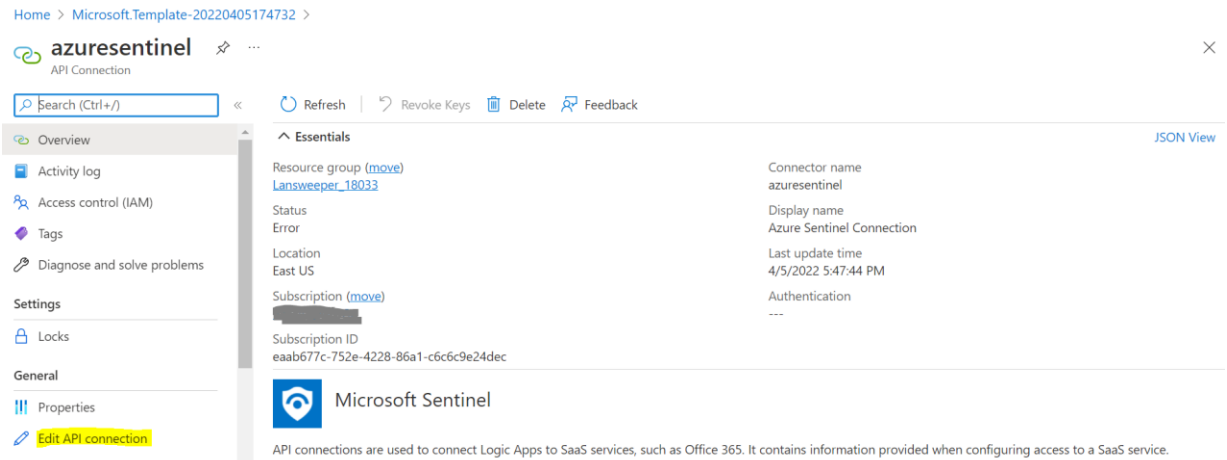 Home > Microsoft.Template-20220405174732 >
azuresentinel
API Connection
Search (Ctrl+/)
Overview
Activity log
Access control (IAM)
Tags
Diagnose and solve problems
Settings
Locks
General
Properties
Edit API connection
Refresh
Revoke Keys
Delete
Feedback
Essentials
JSON View
Resource group (move)
Lansweeper_18033
Status
Error
Location
East US
Subscription (move)
Subscription ID
eaab677c-752e-4228-86a1-c6c6c9e24dec
Connector name
azuresentinel
Display name
Azure Sentinel Connection
Last update time
4/5/2022 5:47:44 PM
Authentication
---
Microsoft Sentinel
API connections are used to connect Logic Apps to SaaS services, such as Office 365. It contains information provided when configuring access to a SaaS service.